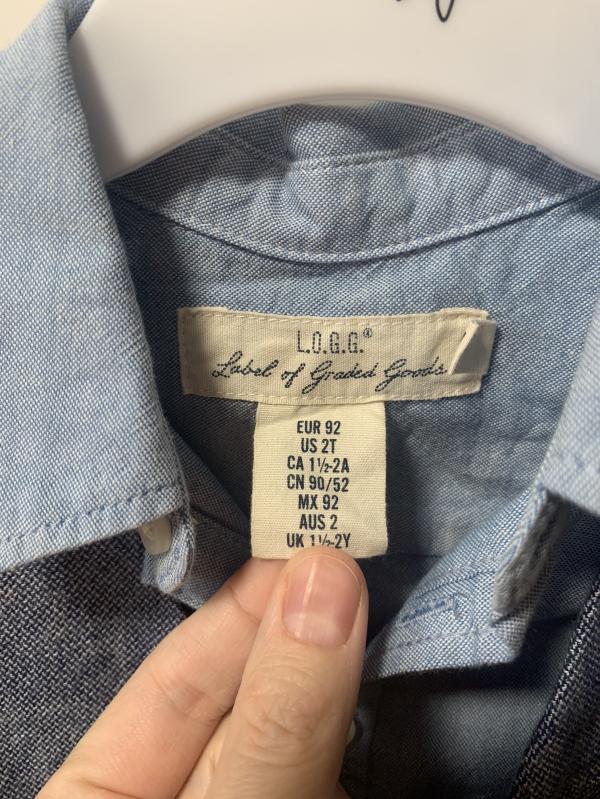 L.O.G.G.®
Label of Graded Goods
EUR 92
US 2T
CA 1½-2A
CN 90/52
MX 92
AUS 2
UK 1½-2Y